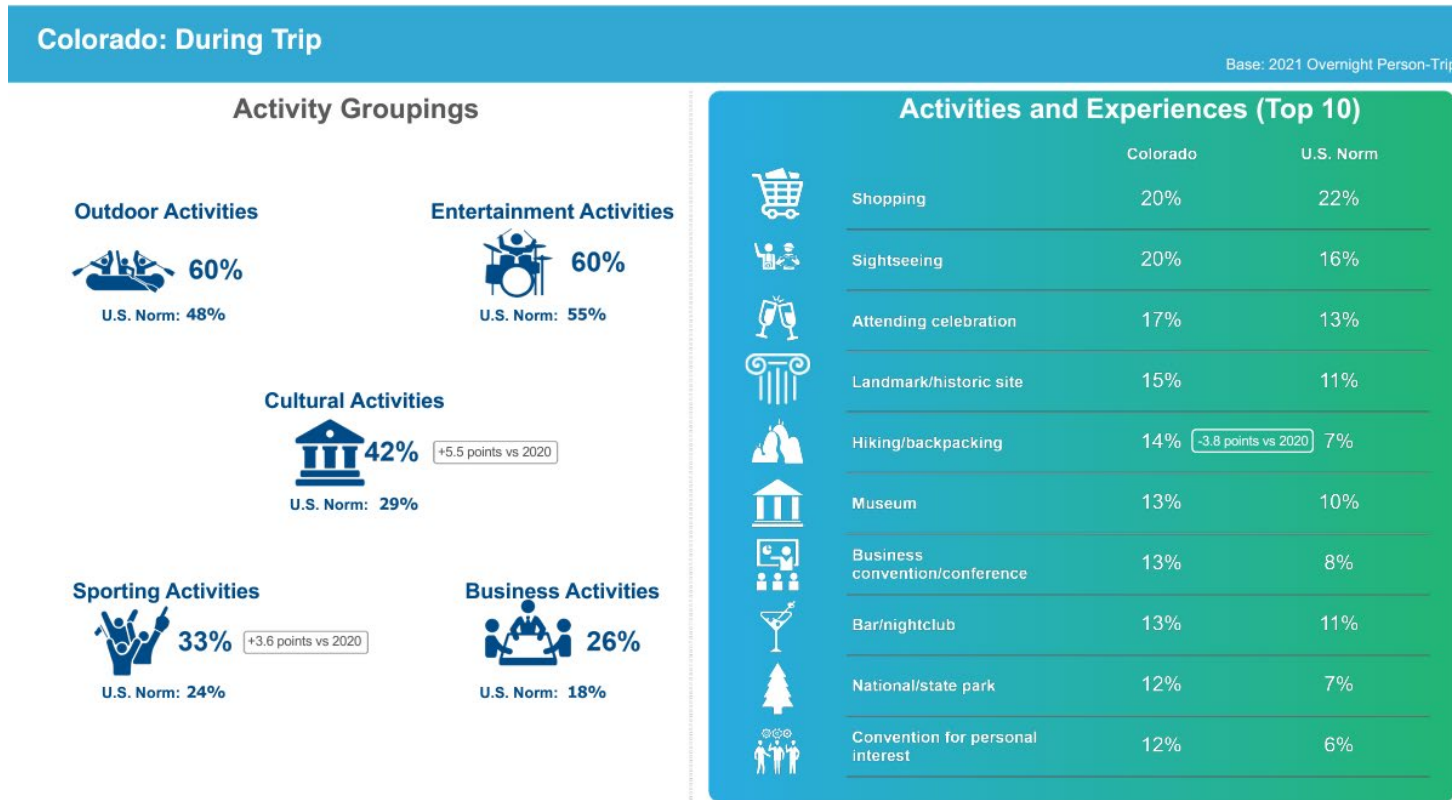 Colorado: During Trip
Base: 2021 Overnight Person-Trip
Activity Groupings
Outdoor Activities
60%
U.S. Norm: 48%
Entertainment Activities
60%
U.S. Norm: 55%
Cultural Activities
42% +5.5 points vs 2020
U.S. Norm: 29%
Sporting Activities
33% +3.6 points vs 2020
U.S. Norm: 24%
Business Activities
26%
U.S. Norm: 18%
Activities and Experiences (Top 10)
Colorado U.S. Norm
Shopping 20% 22%
Sightseeing 20% 16%
Attending celebration 17% 13%
Landmark/historic site 15% 11%
Hiking/backpacking 14% -3.8 points vs 2020 7%
Museum 13% 10%
Business
convention/conference 13% 8%
Bar/nightclub 13% 11%
National/state park 12% 7%
Convention for personal
interest 12% 6%